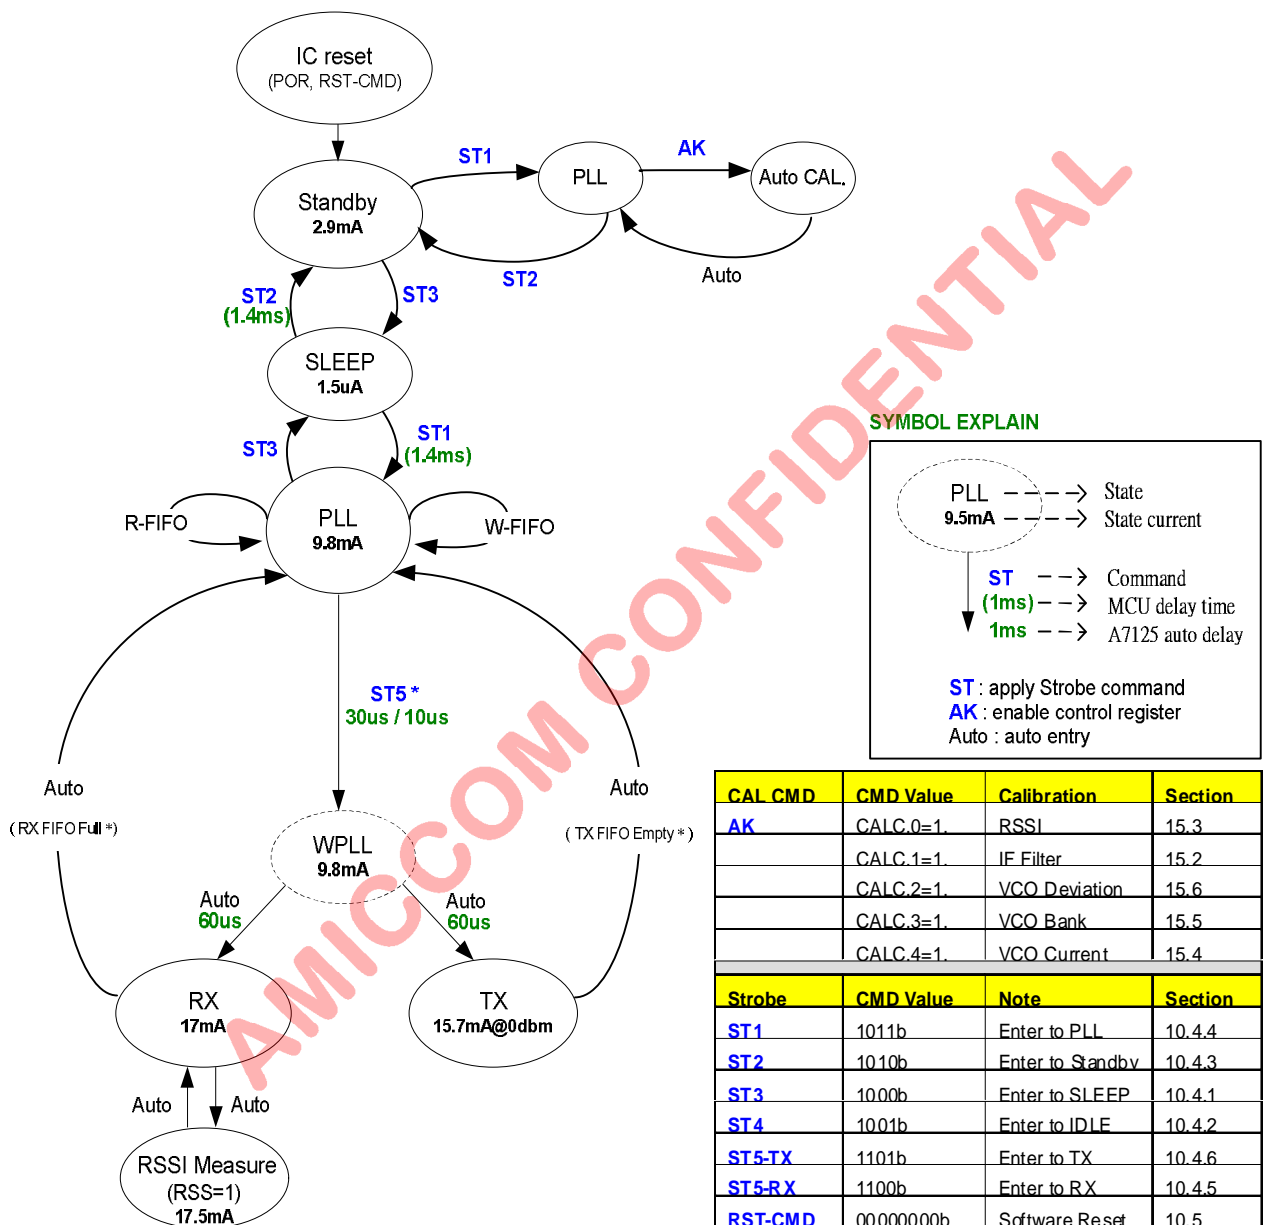 IC reset
(POR, RST-CMD)
ST1
AK
PLL
Auto CAL.
Standby
2.9mA
ST2
Auto
ST2
(1.4ms)
ST3
SLEEP
1.5uA
ST3
ST1
(1.4ms)
R-FIFO
PLL
9.8mA
W-FIFO
ST5 *
30us / 10us
Auto
( RX FIFO Full *)
Auto
( TX FIFO Empty * )
WPLL
9.8mA
Auto
60us
Auto
60us
RX
17mA
TX
15.7mA@0dbm
Auto
Auto
RSSI Measure
(RSS=1)
17.5mA
SYMBOL EXPLAIN
PLL
9.5mA
State
State current
ST
(1ms)
1ms
Command
MCU delay time
A7125 auto delay
ST : apply Strobe command
AK : enable control register
Auto : auto entry
CAL CMD CMD Value Calibration Section
AK CALC.0=1. RSSI 15.3
CALC.1=1. IF Filter 15.2
CALC.2=1. VCO Deviation 15.6
CALC.3=1. VCO Bank 15.5
CALC.4=1. VCO Current 15.4
Strobe CMD Value Note Section
ST1 1011b Enter to PLL 10.4.4
ST2 1010b Enter to Standby 10.4.3
ST3 1000b Enter to SLEEP 10.4.1
ST4 1001b Enter to IDLE 10.4.2
ST5-TX 1101b Enter to TX 10.4.6
ST5-RX 1100b Enter to RX 10.4.5
RST-CMD 00000000b Software Reset 10.5
AMICCOM CONFIDENTIAL